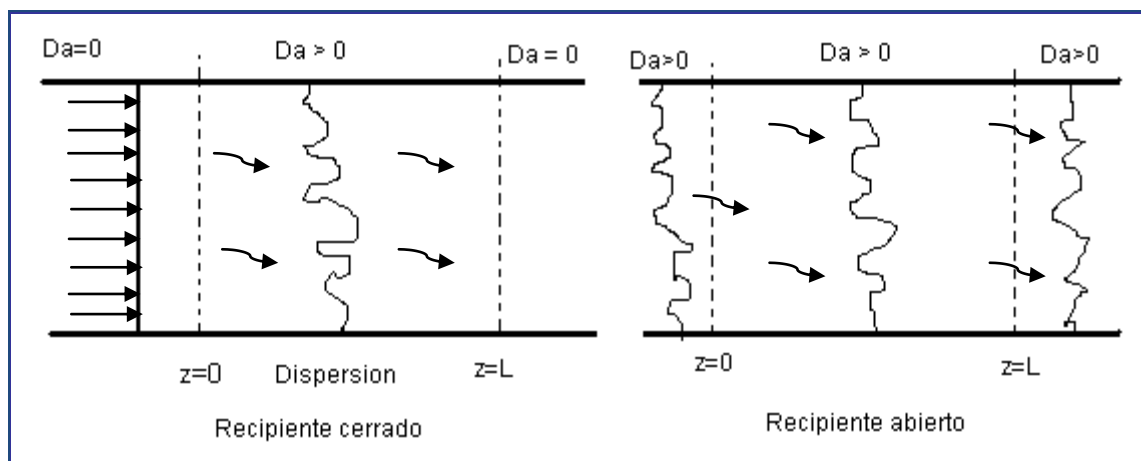 Da=0
Da > 0
Da = 0
z=0
Dispersion
z=L
Recipiente cerrado
Da>0
Da > 0
Da>0
z=0
z=L
Recipiente abierto